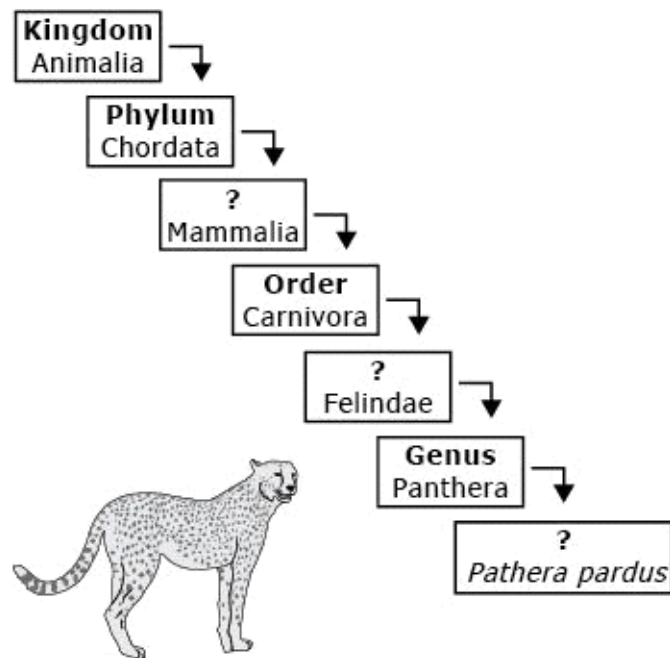 Kingdom
Animalia
Phylum
Chordata
?
Mammalia
Order
Carnivora
?
Felindae
Genus
Panthera
?
Pathera pardus